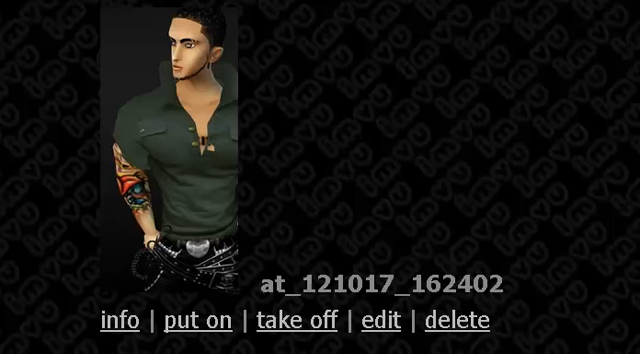 at_121017_162402
info | put on | take off | edit | delete